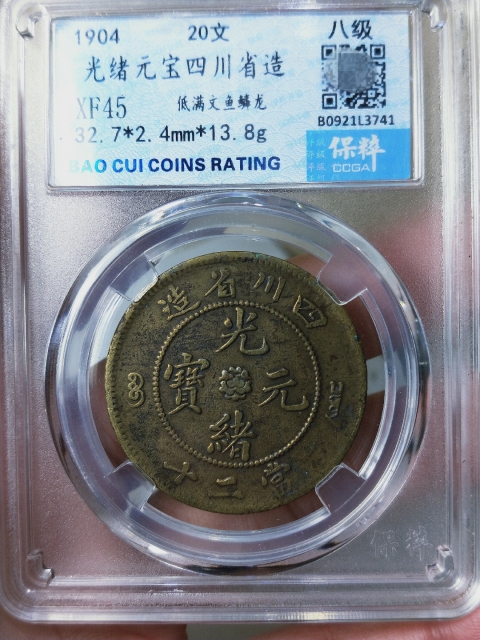 1904 20文 八级
光绪元宝四川省造
XF45 低满文鱼鳞龙
B0921L3741
32.7*2.4mm*13.8g
保粹
CCGA
BAO CUI COINS RATING
造省川四
光
寶 元
緒
十二當
保粹